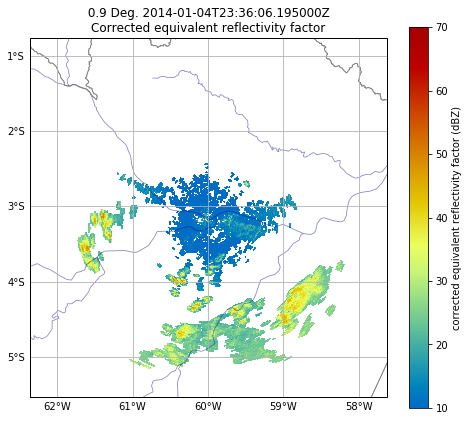 0.9 Deg. 2014-01-04T23:36:06.195000Z
Corrected equivalent reflectivity factor
1°S
2°S
3°S
4°S
5°S
62°W
61°W
60°W
59°W
58°W
70
60
50
40
30
20
10
corrected equivalent reflectivity factor (dBZ)